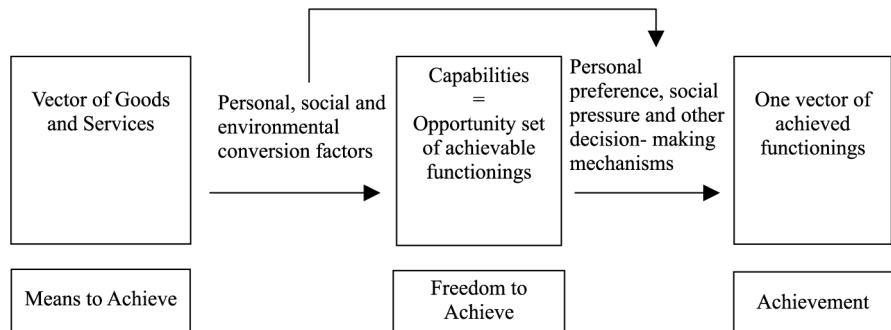 Vector of Goods
and Services
Personal, social and
environmental
conversion factors
Capabilities
=
Opportunity set
of achievable
functionings
Personal
preference, social
pressure and other
decision- making
mechanisms
One vector of
achieved
functionings
Means to Achieve
Freedom to
Achieve
Achievement